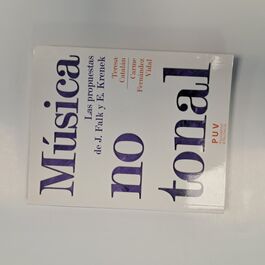 Música
Las propuestas
de J. Falk y E. Krenek
no
Teresa
Catalán
Carme
Fernández
Vidal
tonal
PUV